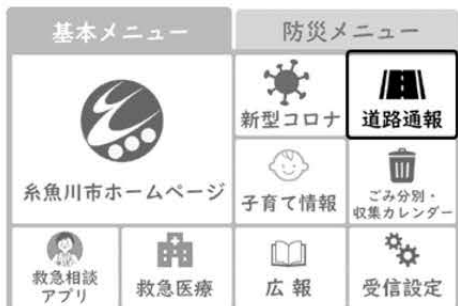 基本メニュー
防災メニュー
糸魚川市ホームページ
新型コロナ
道路通報
子育て情報
ごみ分別・
収集カレンダー
救急相談
アプリ
救急医療
広報
受信設定